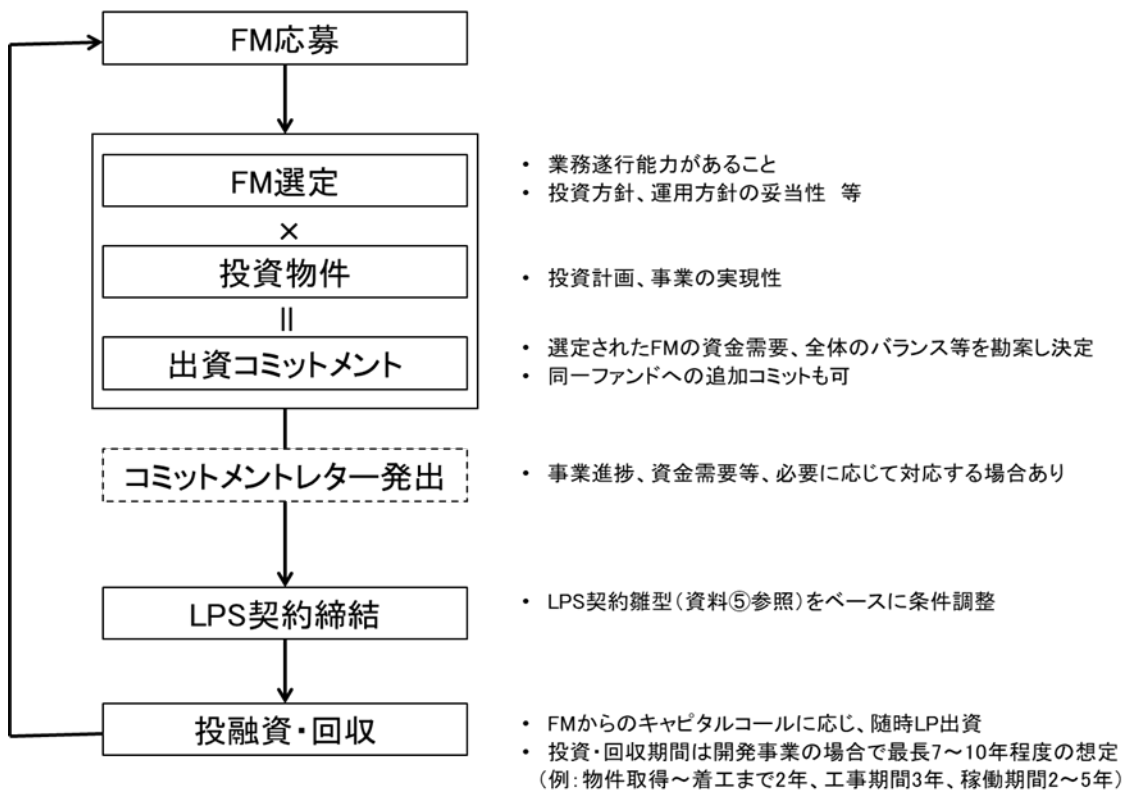 FM応募
FM選定
・ 業務遂行能力があること
・ 投資方針、運用方針の妥当性 等
×
投資物件
・ 投資計画、事業の実現性
=
出資コミットメント
・ 選定されたFMの資金需要、全体のバランス等を勘案し決定
・ 同一ファンドへの追加コミットも可
コミットメントレター発出
・ 事業進捗、資金需要等、必要に応じて対応する場合あり
LPS契約締結
・ LPS契約雛型(資料⑤参照)をベースに条件調整
投融資・回収
・ FMからのキャピタルコールに応じ、随時LP出資
・ 投資・回収期間は開発事業の場合で最長7～10年程度の想定
(例:物件取得～着工まで2年、工事期間3年、稼働期間2～5年)